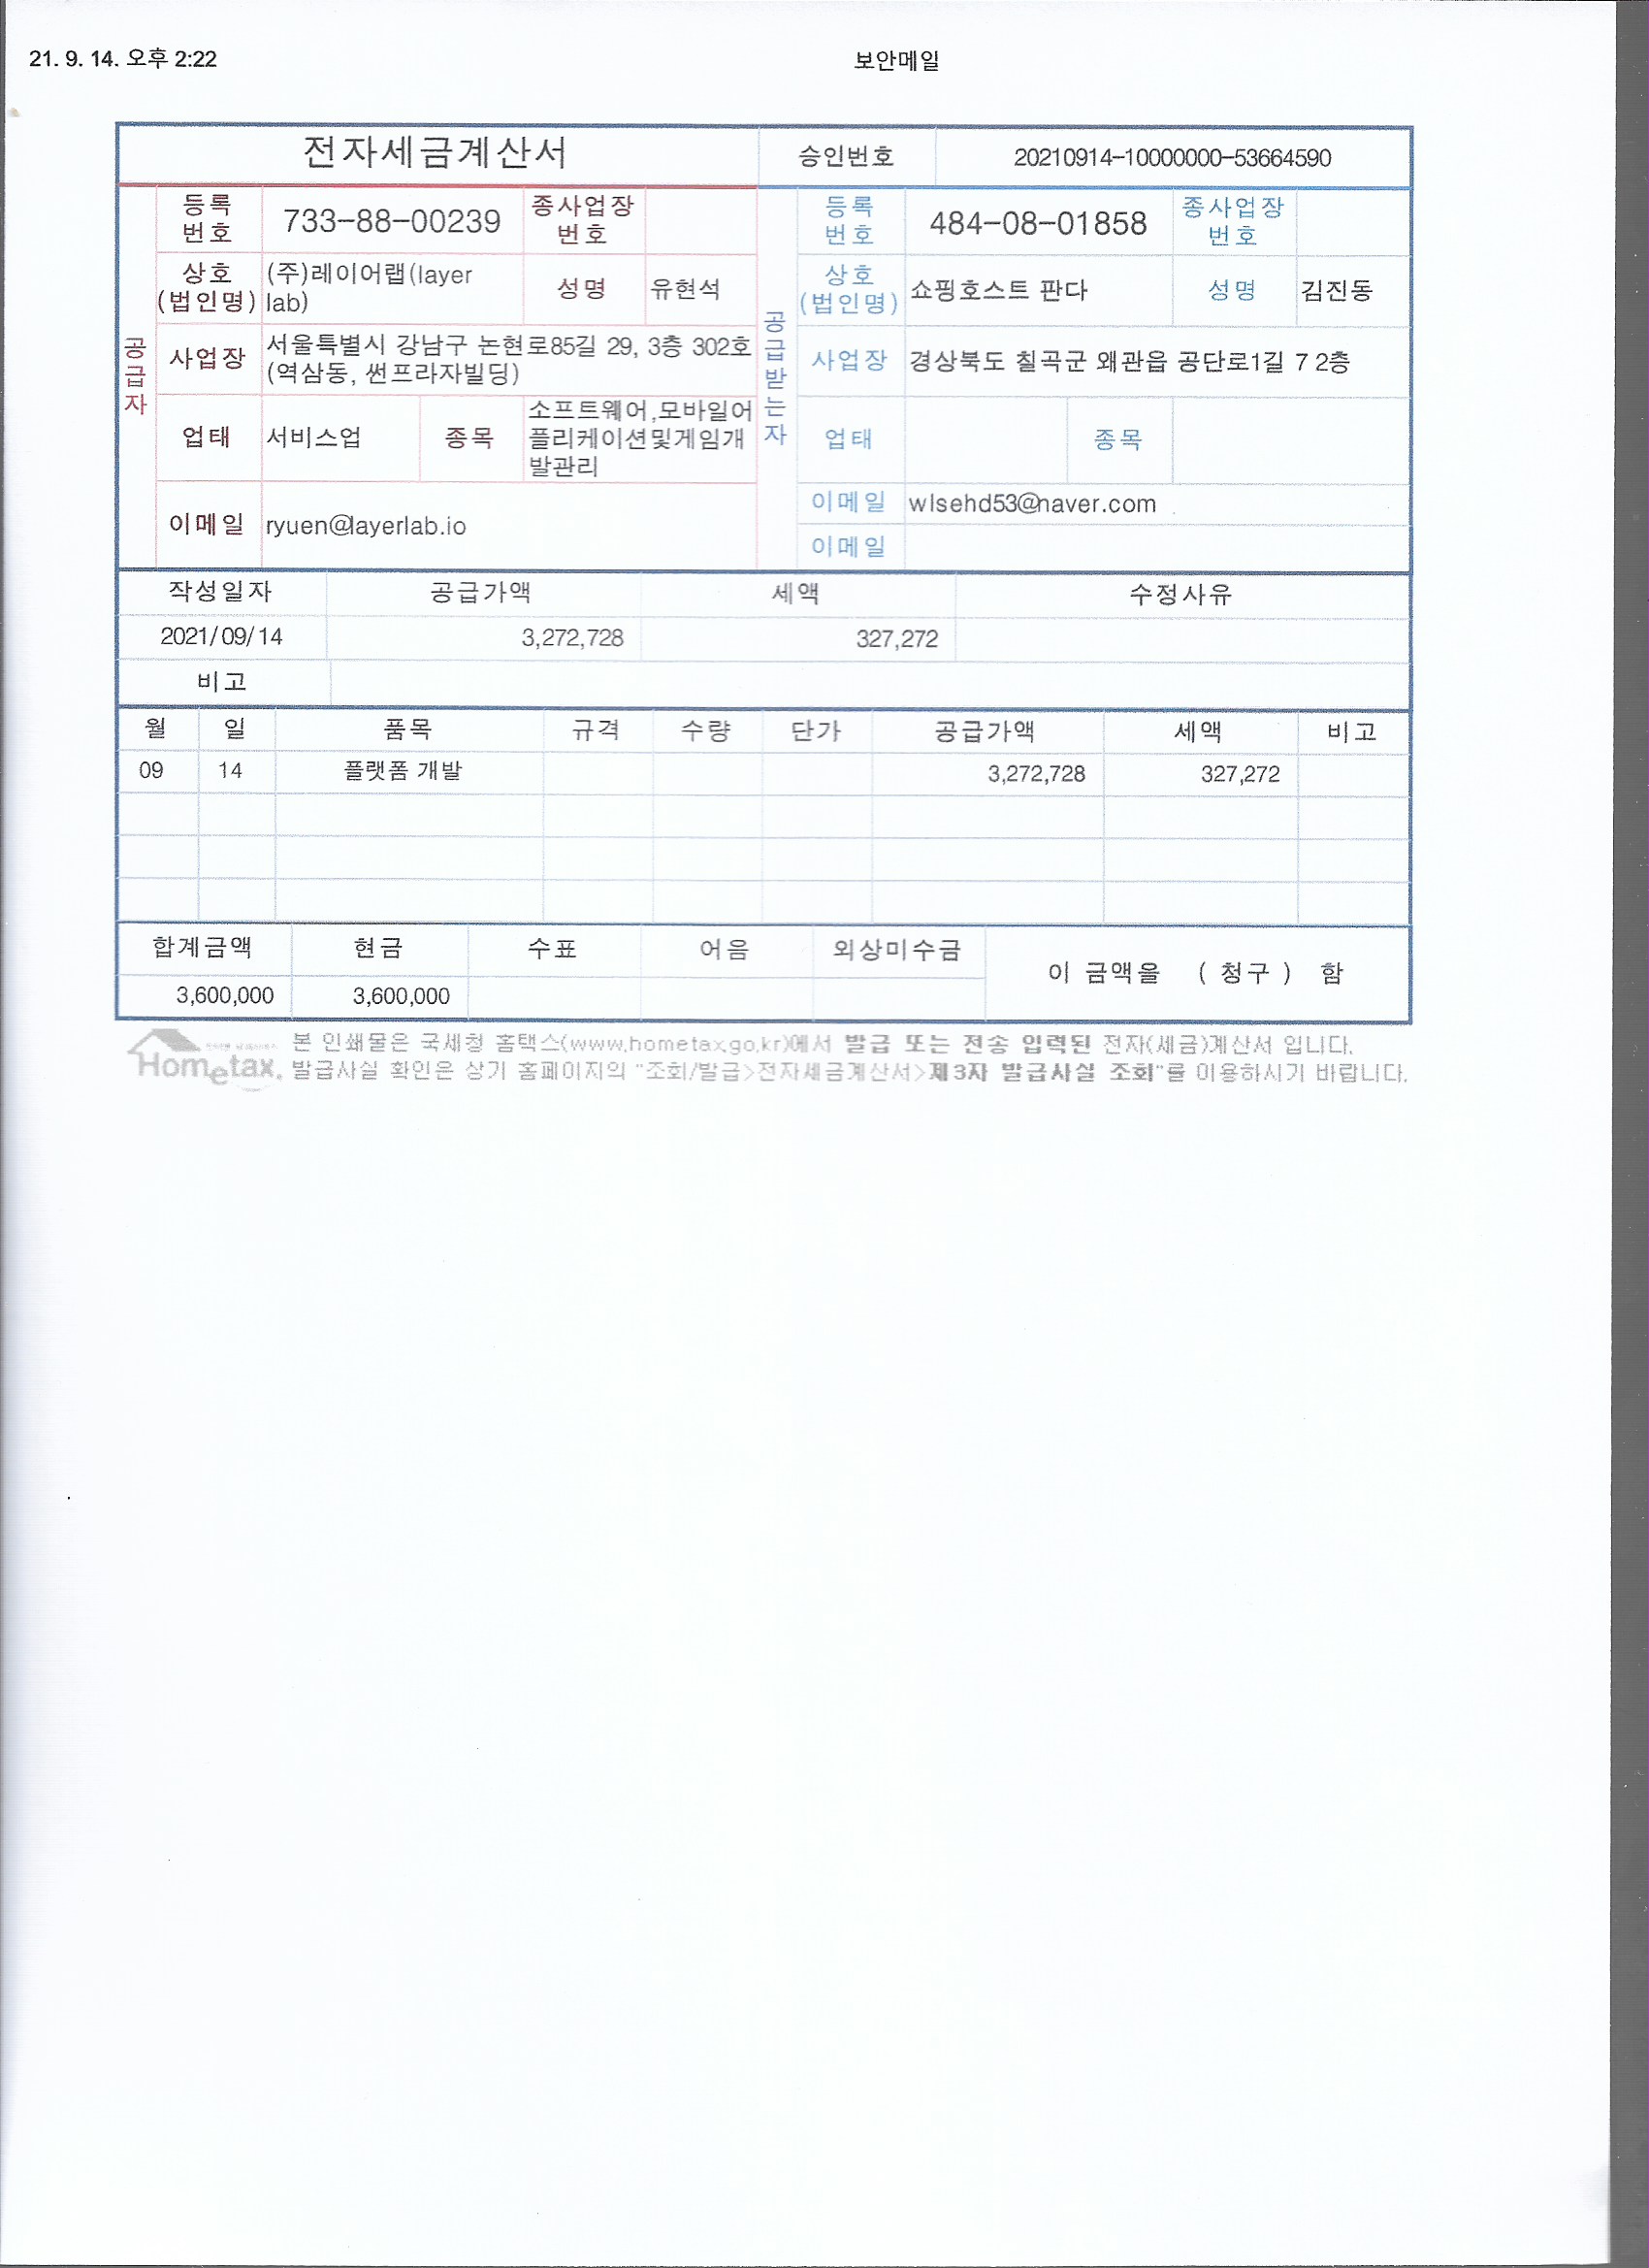 21. 9. 14. 오후 2:22
보안메일
전자세금계산서
승인번호
20210914-10000000-53664590
공급자
등록번호
733-88-00239
종사업장번호
상호(법인명)
(주)레이어랩(layer
lab)
성명
유현석
사업장
서울특별시 강남구 논현로85길 29, 3층 302호
(역삼동, 썬프라자빌딩)
업태
서비스업
종목
소프트웨어,모바일어
플리케이션및게임개
발관리
이메일
ryuen@layerlab.io
공급받는자
등록번호
484-08-01858
종사업장번호
상호(법인명)
쇼핑호스트 판다
성명
김진동
사업장
경상북도 칠곡군 왜관읍 공단로1길 7 2층
업태
종목
이메일
wlsehd53@naver.com
이메일
작성일자 공급가액 세액 수정사유
2021/09/14 3,272,728 327,272
비고
월 일 품목 규격 수량 단가 공급가액 세액 비고
09 14 플랫폼 개발 3,272,728 327,272
합계금액 현금 수표 어음 외상미수금
이 금액을 ( 청구 ) 함
3,600,000 3,600,000
Hometax.
본 인쇄물은 국세청 홈택스(www.hometax.go.kr)에서 발급 또는 전송 입력된 전자(세금)계산서 입니다.
발급사실 확인은 상기 홈페이지의 "조회/발급>전자세금계산서>제3자 발급사실 조회"를 이용하시기 바랍니다.